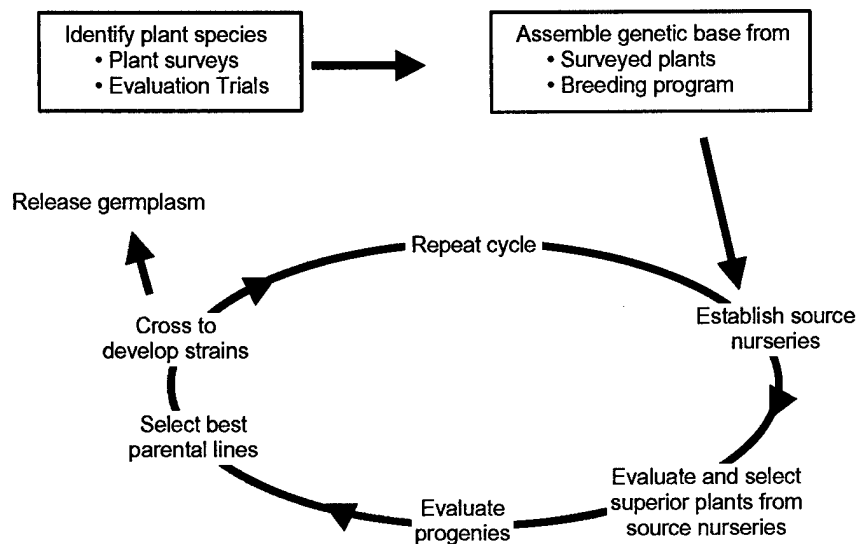 Identify plant species
• Plant surveys
• Evaluation Trials
Assemble genetic base from
• Surveyed plants
• Breeding program
Release germplasm
Repeat cycle
Establish source
nurseries
Cross to
develop strains
Select best
parental lines
Evaluate and select
superior plants from
source nurseries
Evaluate
progenies